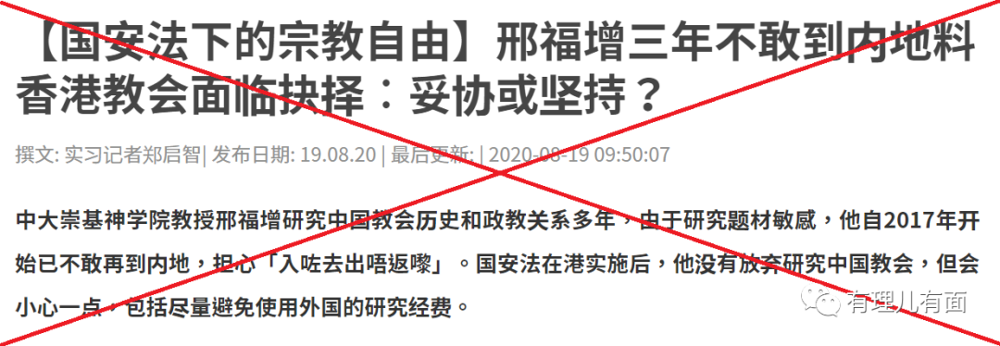 【国安法下的宗教自由】邢福增三年不敢到内地料
香港教会面临抉择︰妥协或坚持？
撰文: 实习记者郑启智| 发布日期: 19.08.20 | 最后更新: | 2020-08-19 09:50:07
中大崇基神学院教授邢福增研究中国教会历史和政教关系多年，由于研究题材敏感，他自2017年开
始已不敢再到内地，担心「入咗去出唔返嚟」。国安法在港实施后，他没有放弃研究中国教会，但会
小心一点，包括尽量避免使用外国的研究经费。
有理儿有面